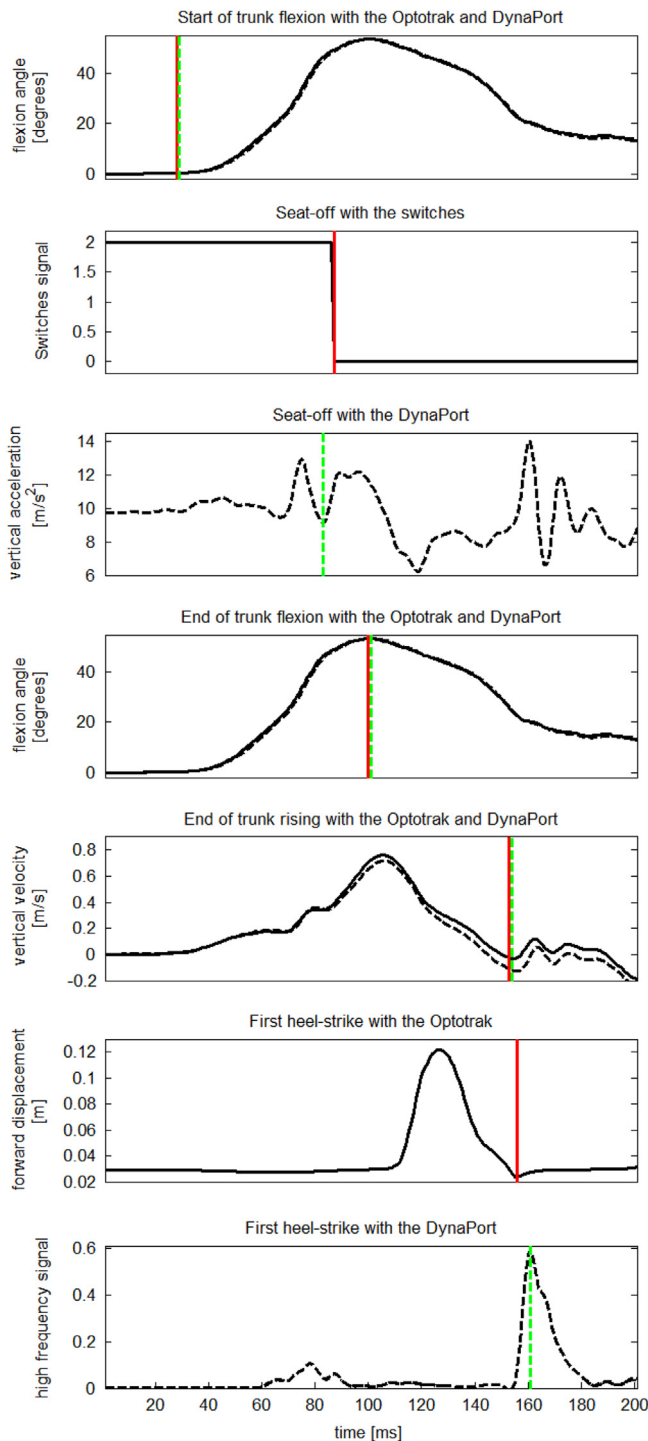 Start of trunk flexion with the Optotrak and DynaPort
flexion angle
[degrees]
40
20
0
Seat-off with the switches
Switches signal
2
1.5
1
0.5
0
Seat-off with the DynaPort
vertical acceleration
[m/s²]
14
12
10
8
6
End of trunk flexion with the Optotrak and DynaPort
flexion angle
[degrees]
40
20
0
End of trunk rising with the Optotrak and DynaPort
vertical velocity
[m/s]
0.8
0.6
0.4
0.2
0
-0.2
First heel-strike with the Optotrak
forward displacement
[m]
0.12
0.1
0.08
0.06
0.04
0.02
First heel-strike with the DynaPort
high frequency signal
0.6
0.4
0.2
0
20 40 60 80 100 120 140 160 180 200
time [ms]